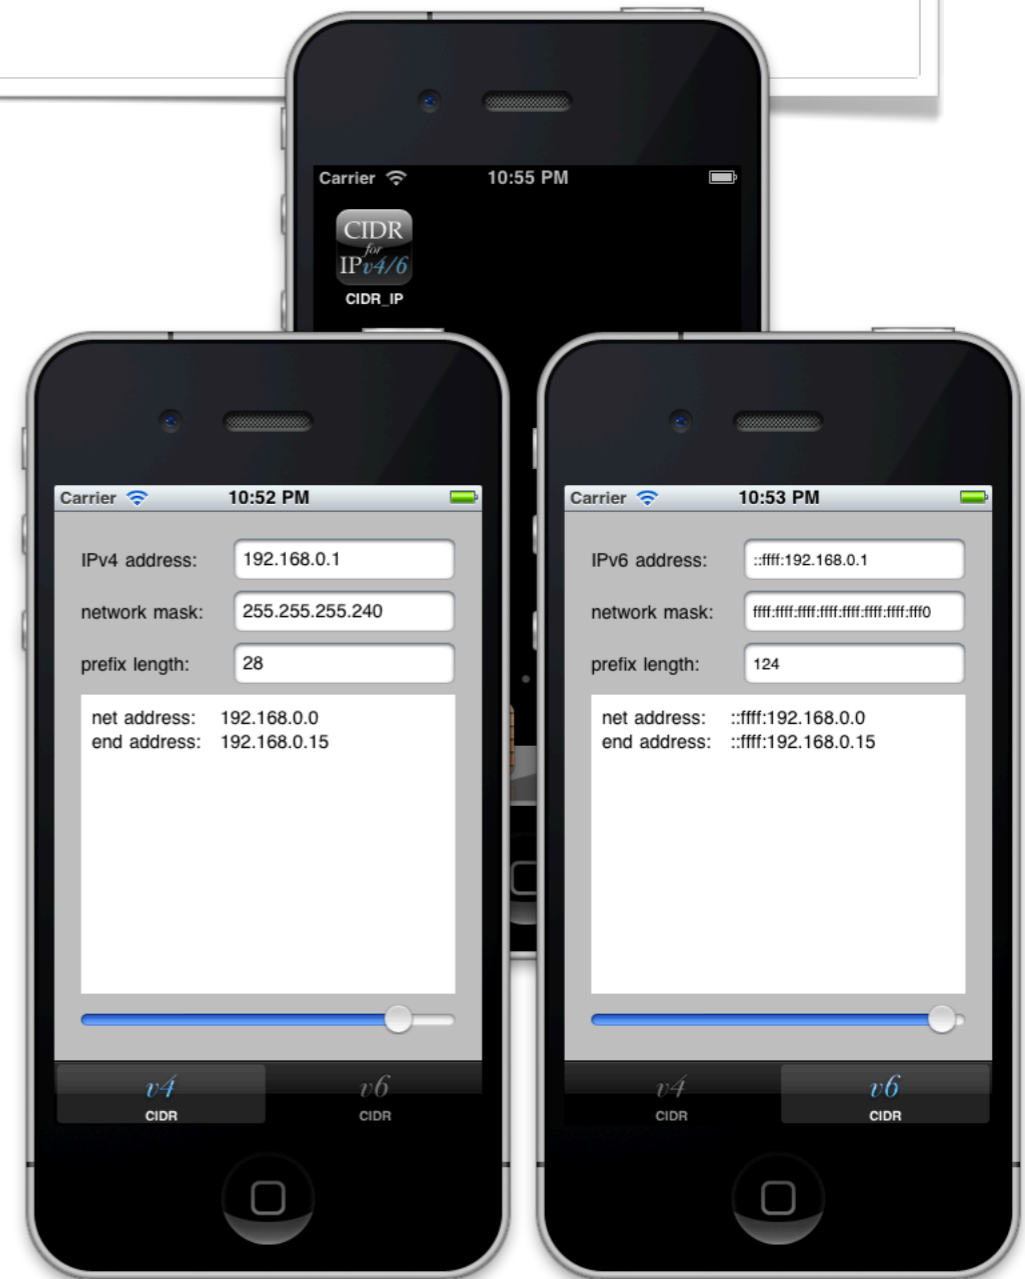 Carrier 10:55 PM
CIDR
for
IPv4/6
CIDR_IP
Carrier 10:52 PM
IPv4 address: 192.168.0.1
network mask: 255.255.255.240
prefix length: 28
net address: 192.168.0.0
end address: 192.168.0.15
v4 v6
CIDR CIDR
Carrier 10:53 PM
IPv6 address: ::ffff:192.168.0.1
network mask: ffff:ffff:ffff:ffff:ffff:ffff:ffff:fff0
prefix length: 124
net address: ::ffff:192.168.0.0
end address: ::ffff:192.168.0.15
v4 v6
CIDR CIDR